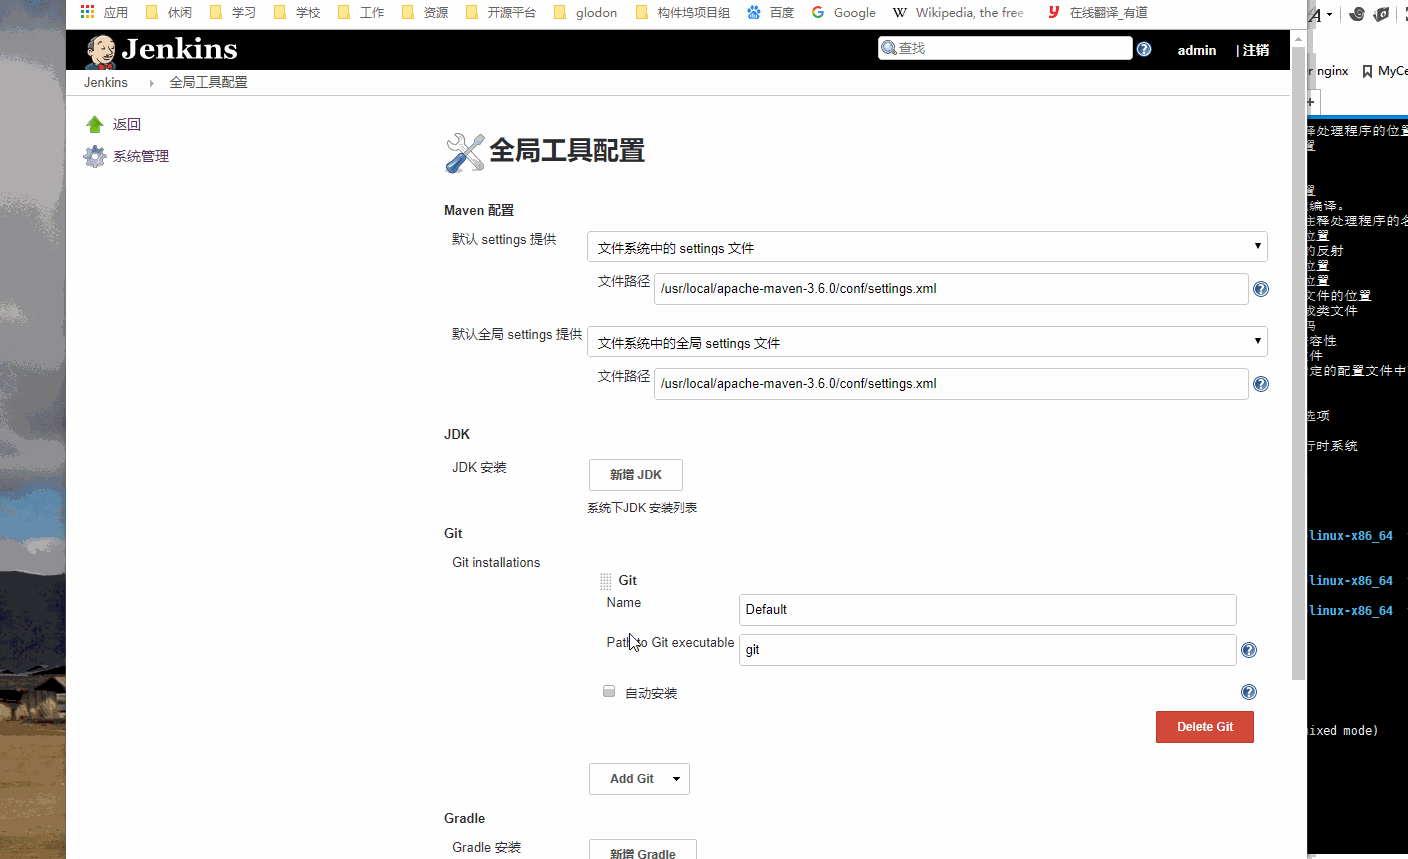 应用 休闲 学习 学校 工作 资源 开源平台 glodon 构件坞项目组 百度 Google Wikipedia, the free 在线翻译_有道
Jenkins
查找
admin
| 注销
Jenkins
全局工具配置
nginx
返回
系统管理
全局工具配置
Maven 配置
默认 settings 提供
文件系统中的 settings 文件
文件路径
/usr/local/apache-maven-3.6.0/conf/settings.xml
默认全局 settings 提供
文件系统中的全局 settings 文件
文件路径
/usr/local/apache-maven-3.6.0/conf/settings.xml
JDK
JDK 安装
新增 JDK
系统下JDK 安装列表
Git
Git installations
Git
Name
Default
Path to Git executable
git
自动安装
Delete Git
Add Git
Gradle
Gradle 安装
新增 Gradle
释处理程序的位置
置
置
编译。
注释处理程序的名
位置
的反射
位置
位置
文件的位置
成类文件
码
容性
件
定的配置文件中
选项
行时系统
linux-x86_64
linux-x86_64
linux-x86_64
ixed mode)